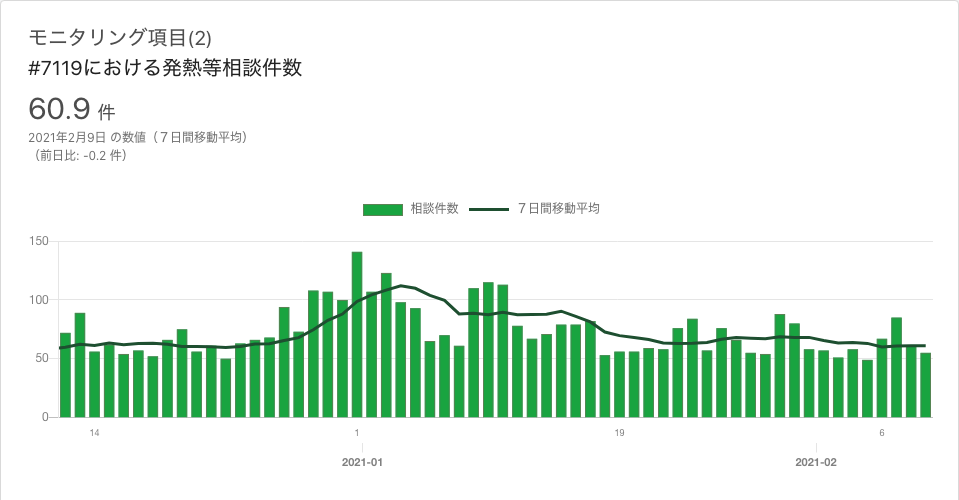 モニタリング項目(2)
#7119における発熱等相談件数
60.9 件
2021年2月9日 の数値（７日間移動平均）
（前日比: -0.2 件）
相談件数 ７日間移動平均
150
100
50
0
14 1 19 6
2021-01 2021-02